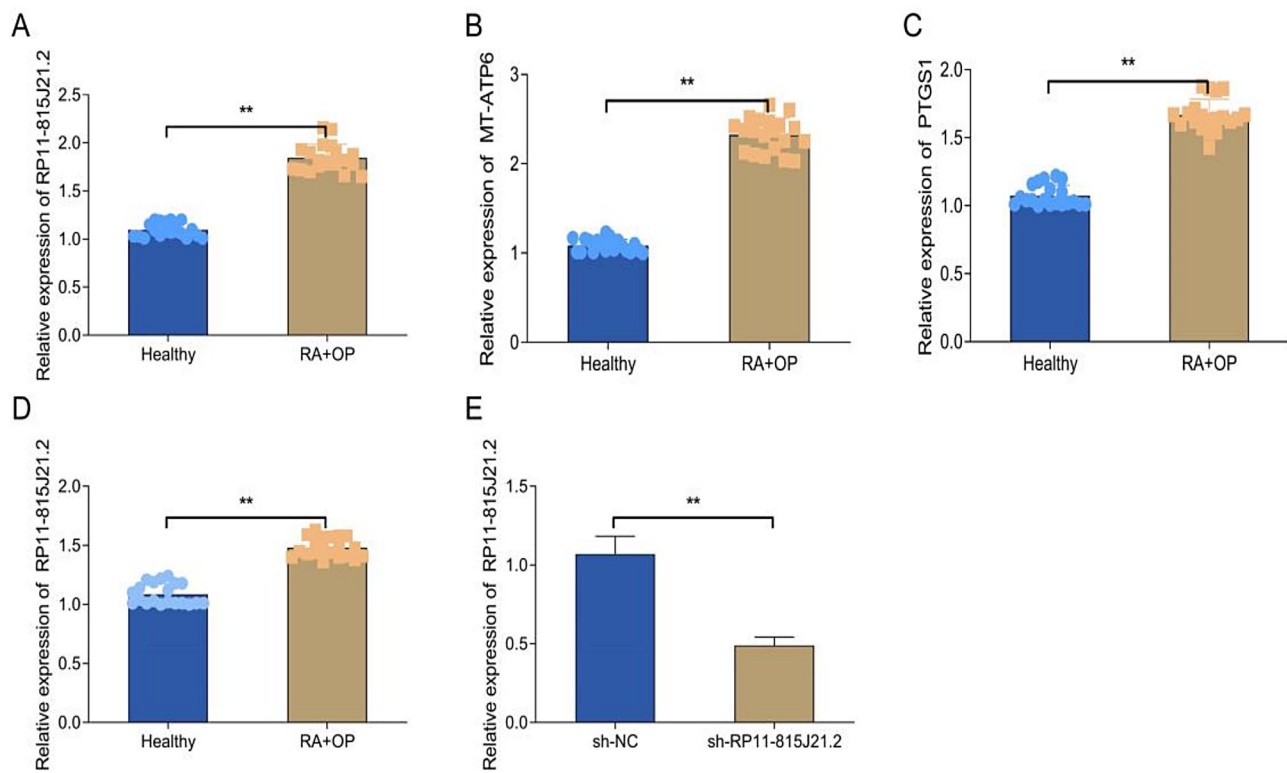 A
Relative expression of RP11-815J21.2
2.5
2.0
1.5
1.0
0.5
0.0
**
Healthy
RA+OP
B
Relative expression of MT-ATP6
3
2
1
0
**
Healthy
RA+OP
C
Relative expression of PTGS1
2.0
1.5
1.0
0.5
0.0
**
Healthy
RA+OP
D
Relative expression of RP11-815J21.2
2.0
1.5
1.0
0.5
0.0
**
Healthy
RA+OP
E
Relative expression of RP11-815J21.2
1.5
1.0
0.5
0.0
**
sh-NC
sh-RP11-815J21.2